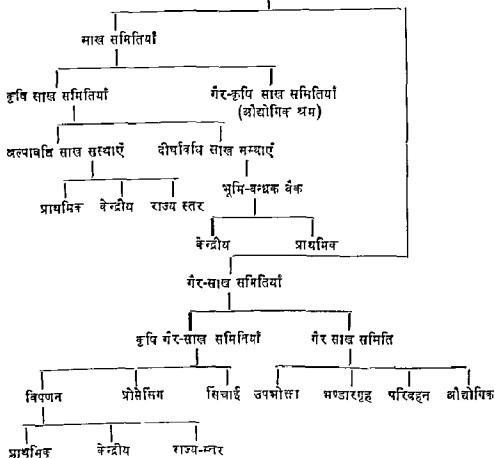 साख समितियाँ
कृषि साख समितियाँ गैर-कृषि साख समितियाँ
(औद्योगिक श्रम)
अल्पावधि साख संस्थाएँ दीर्घावधि साख संस्थाएँ
प्राथमिक केन्द्रीय राज्य स्तर
भूमि-बन्धक बैंक
केन्द्रीय प्राथमिक
गैर-साख समितियाँ
कृषि गैर-साख समितियाँ गैर साख समिति
विपणन प्रोसेसिंग सिंचाई उपभोक्ता भण्डारगृह परिवहन औद्योगिक
प्राथमिक केन्द्रीय राज्य-स्तर